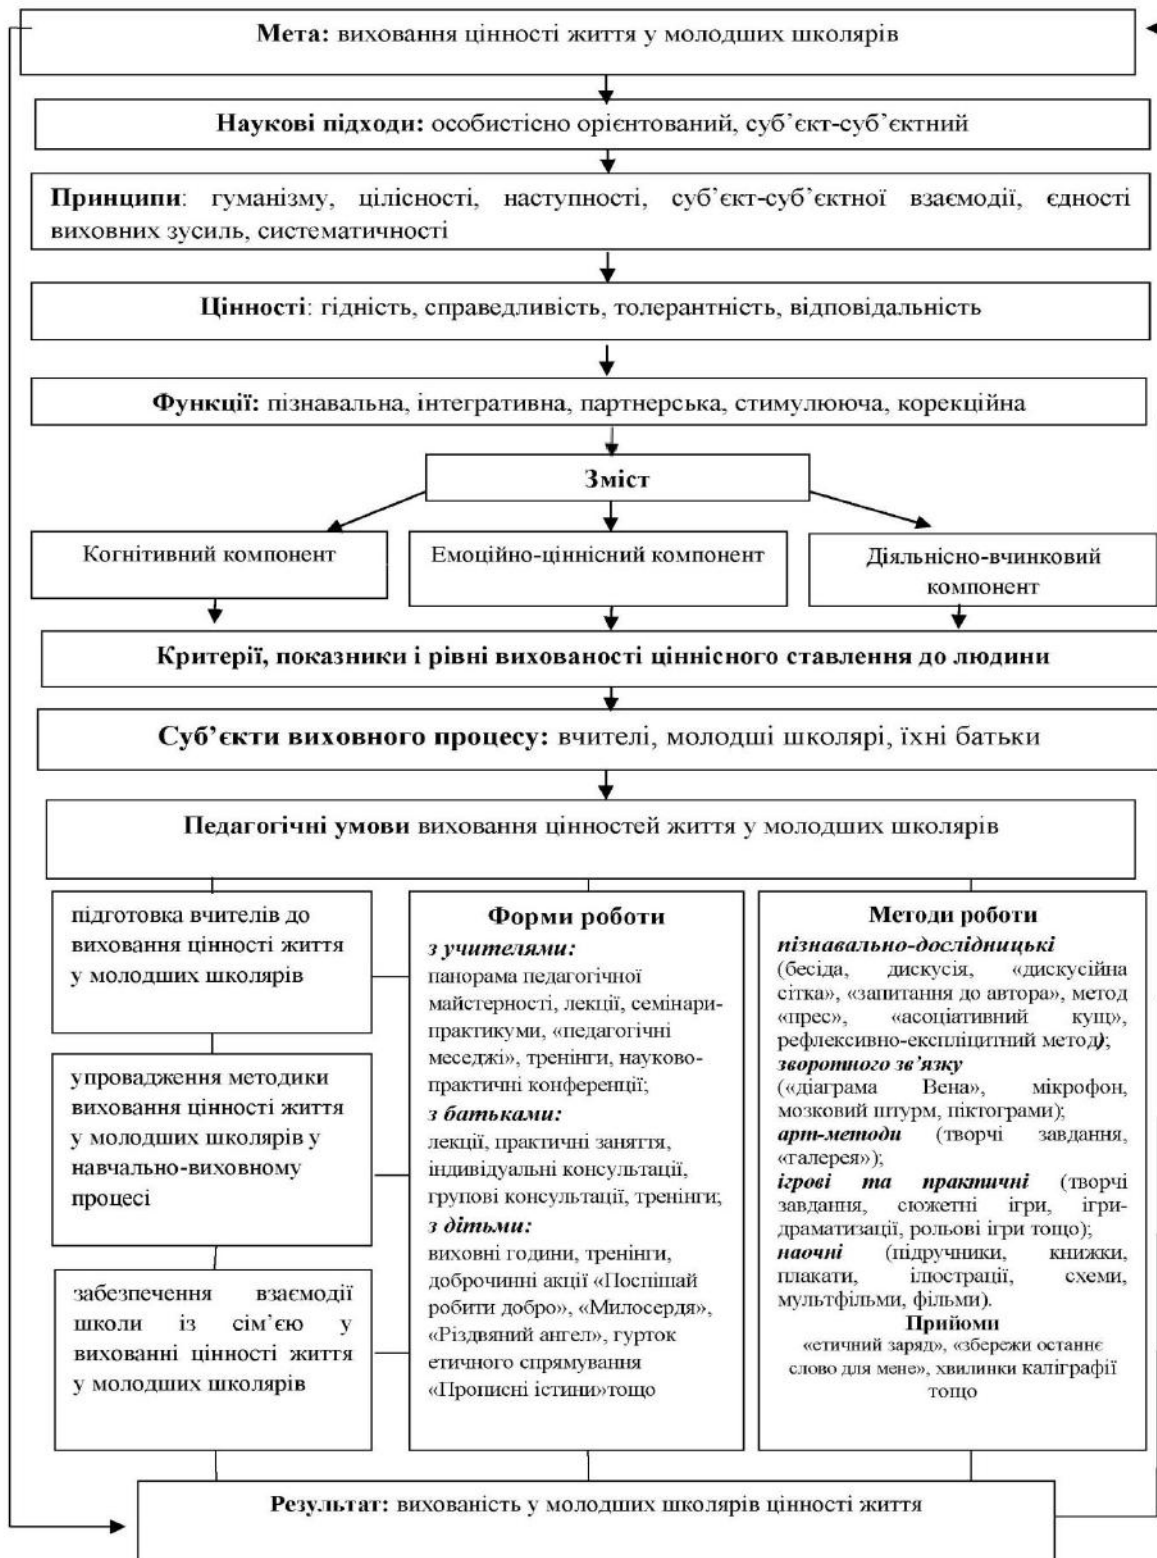 Мета: виховання цінності життя у молодших школярів
Наукові підходи: особистісно орієнтований, суб’єкт-суб’єктний
Принципи: гуманізму, цілісності, наступності, суб’єкт-суб’єктної взаємодії, єдності
виховних зусиль, систематичності
Цінності: гідність, справедливість, толерантність, відповідальність
Функції: пізнавальна, інтегративна, партнерська, стимулююча, корекційна
Зміст
Когнітивний компонент
Емоційно-ціннісний компонент
Діяльнісно-вчинковий
компонент
Критерії, показники і рівні вихованості ціннісного ставлення до людини
Суб’єкти виховного процесу: вчителі, молодші школярі, їхні батьки
Педагогічні умови виховання цінностей життя у молодших школярів
підготовка вчителів до
виховання цінності життя
у молодших школярів
упровадження методики
виховання цінності життя
у молодших школярів у
навчально-виховному
процесі
забезпечення взаємодії
школи із сім’єю у
вихованні цінності життя
у молодших школярів
Форми роботи
з учителями:
панорама педагогічної
майстерності, лекції, семінари-
практикуми, «педагогічні
меседжі», тренінги, науково-
практичні конференції;
з батьками:
лекції, практичні заняття,
індивідуальні консультації,
групові консультації, тренінги;
з дітьми:
виховні години, тренінги,
доброчинні акції «Поспішай
робити добро», «Милосердя»,
«Різдвяний ангел», гурток
етичного спрямування
«Прописні істини»тощо
Методи роботи
пізнавально-дослідницькі
(бесіда, дискусія, «дискусійна
сітка», «запитання до автора», метод
«прес», «асоціативний кущ»,
рефлексивно-експліцитний метод);
зворотного зв’язку
(«діаграма Вена», мікрофон,
мозковий штурм, піктограми);
арт-методи (творчі завдання,
«галерея»);
ігрові та практичні (творчі
завдання, сюжетні ігри, ігри-
драматизації, рольові ігри тощо);
наочні (підручники, книжки,
плакати, ілюстрації, схеми,
мультфільми, фільми).
Прийоми
«етичний заряд», «збережи останнє
слово для мене», хвилинки каліграфії
тощо
Результат: вихованість у молодших школярів цінності життя